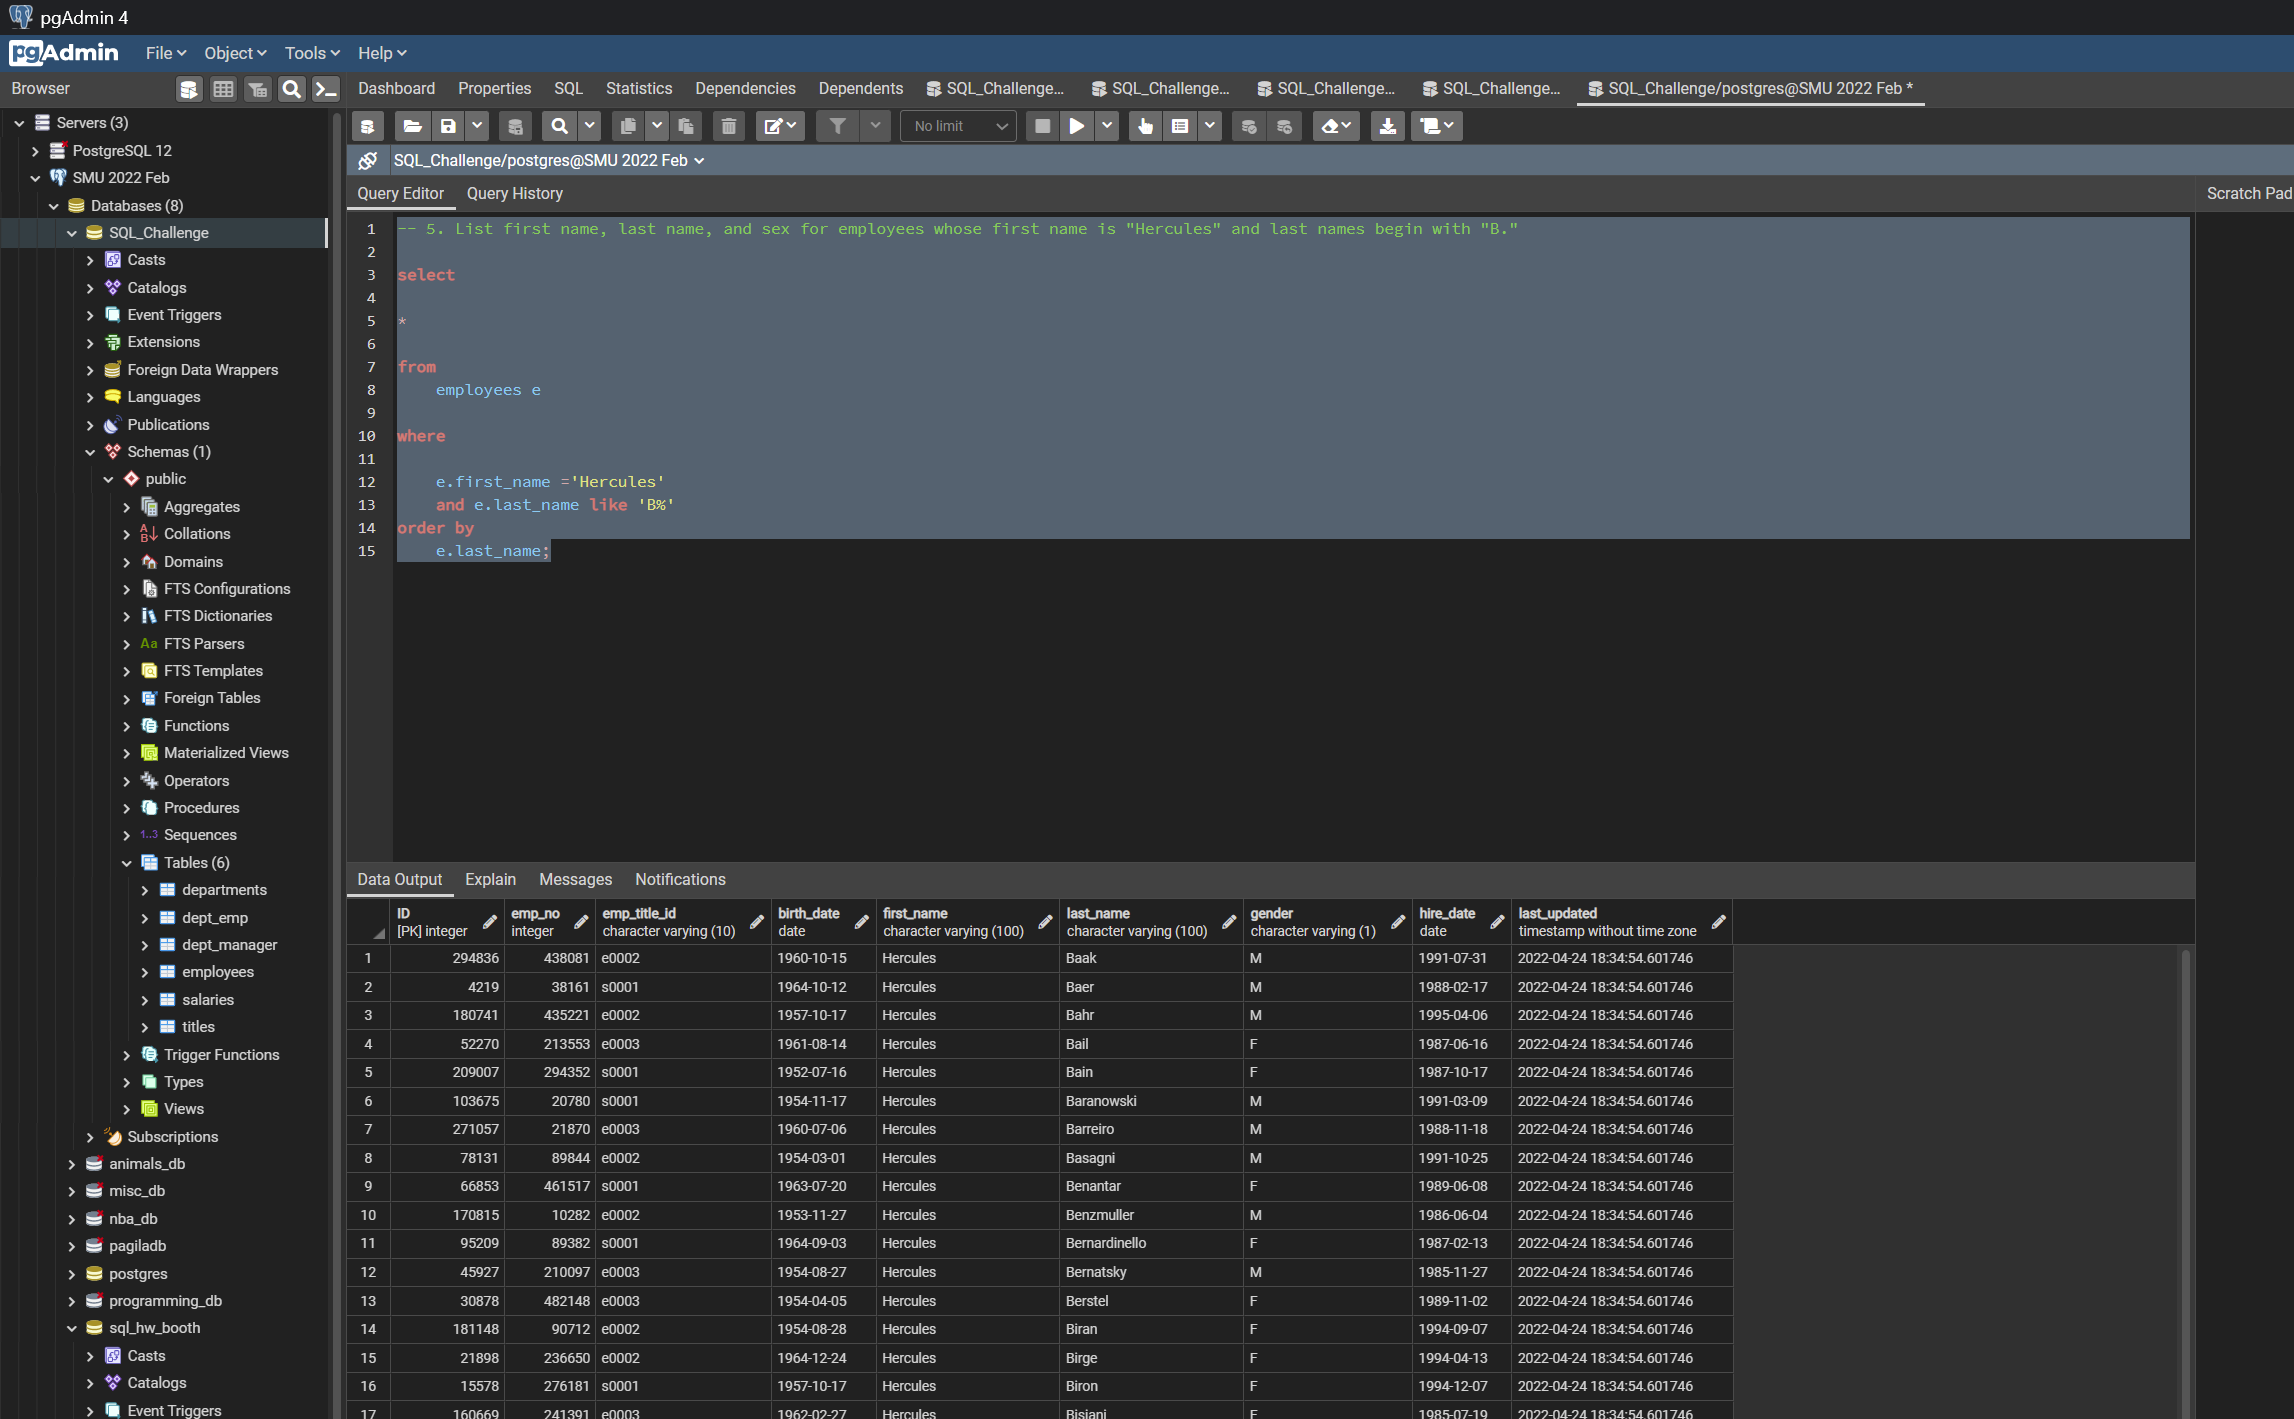 pgAdmin 4
pgAdmin File Object Tools Help
Browser
Dashboard Properties SQL Statistics Dependencies Dependents SQL_Challenge... SQL_Challenge... SQL_Challenge... SQL_Challenge... SQL_Challenge/postgres@SMU 2022 Feb *
No limit
SQL_Challenge/postgres@SMU 2022 Feb
Query Editor Query History
Scratch Pad
Servers (3)
PostgreSQL 12
SMU 2022 Feb
Databases (8)
SQL_Challenge
Casts
Catalogs
Event Triggers
Extensions
Foreign Data Wrappers
Languages
Publications
Schemas (1)
public
Aggregates
Collations
Domains
FTS Configurations
FTS Dictionaries
Aa FTS Parsers
FTS Templates
Foreign Tables
Functions
Materialized Views
Operators
Procedures
1..3 Sequences
Tables (6)
departments
dept_emp
dept_manager
employees
salaries
titles
Trigger Functions
Types
Views
Subscriptions
animals_db
misc_db
nba_db
pagiladb
postgres
programming_db
sql_hw_booth
Casts
Catalogs
Event Triggers
1 -- 5. List first name, last name, and sex for employees whose first name is "Hercules" and last names begin with "B."
2
3 select
4
5 *
6
7 from
8 employees e
9
10 where
11
12 e.first_name ='Hercules'
13 and e.last_name like 'B%'
14 order by
15 e.last_name;
Data Output Explain Messages Notifications
ID emp_no emp_title_id birth_date first_name last_name gender hire_date last_updated
[PK] integer integer character varying (10) date character varying (100) character varying (100) character varying (1) date timestamp without time zone
1 294836 438081 e0002 1960-10-15 Hercules Baak M 1991-07-31 2022-04-24 18:34:54.601746
2 4219 38161 s0001 1964-10-12 Hercules Baer M 1988-02-17 2022-04-24 18:34:54.601746
3 180741 435221 e0002 1957-10-17 Hercules Bahr M 1995-04-06 2022-04-24 18:34:54.601746
4 52270 213553 e0003 1961-08-14 Hercules Bail F 1987-06-16 2022-04-24 18:34:54.601746
5 209007 294352 s0001 1952-07-16 Hercules Bain F 1987-10-17 2022-04-24 18:34:54.601746
6 103675 20780 s0001 1954-11-17 Hercules Baranowski M 1991-03-09 2022-04-24 18:34:54.601746
7 271057 21870 e0003 1960-07-06 Hercules Barreiro M 1988-11-18 2022-04-24 18:34:54.601746
8 78131 89844 e0002 1954-03-01 Hercules Basagni M 1991-10-25 2022-04-24 18:34:54.601746
9 66853 461517 s0001 1963-07-20 Hercules Benantar F 1989-06-08 2022-04-24 18:34:54.601746
10 170815 10282 e0002 1953-11-27 Hercules Benzmuller M 1986-06-04 2022-04-24 18:34:54.601746
11 95209 89382 s0001 1964-09-03 Hercules Bernardinello F 1987-02-13 2022-04-24 18:34:54.601746
12 45927 210097 e0003 1954-08-27 Hercules Bernatsky M 1985-11-27 2022-04-24 18:34:54.601746
13 30878 482148 e0003 1954-04-05 Hercules Berstel F 1989-11-02 2022-04-24 18:34:54.601746
14 181148 90712 e0002 1954-08-28 Hercules Biran F 1994-09-07 2022-04-24 18:34:54.601746
15 21898 236650 e0002 1964-12-24 Hercules Birge F 1994-04-13 2022-04-24 18:34:54.601746
16 15578 276181 s0001 1957-10-17 Hercules Biron F 1994-12-07 2022-04-24 18:34:54.601746
17 160669 241391 e0003 1962-02-27 Hercules Bisiani F 1985-07-19 2022-04-24 18:34:54.601746